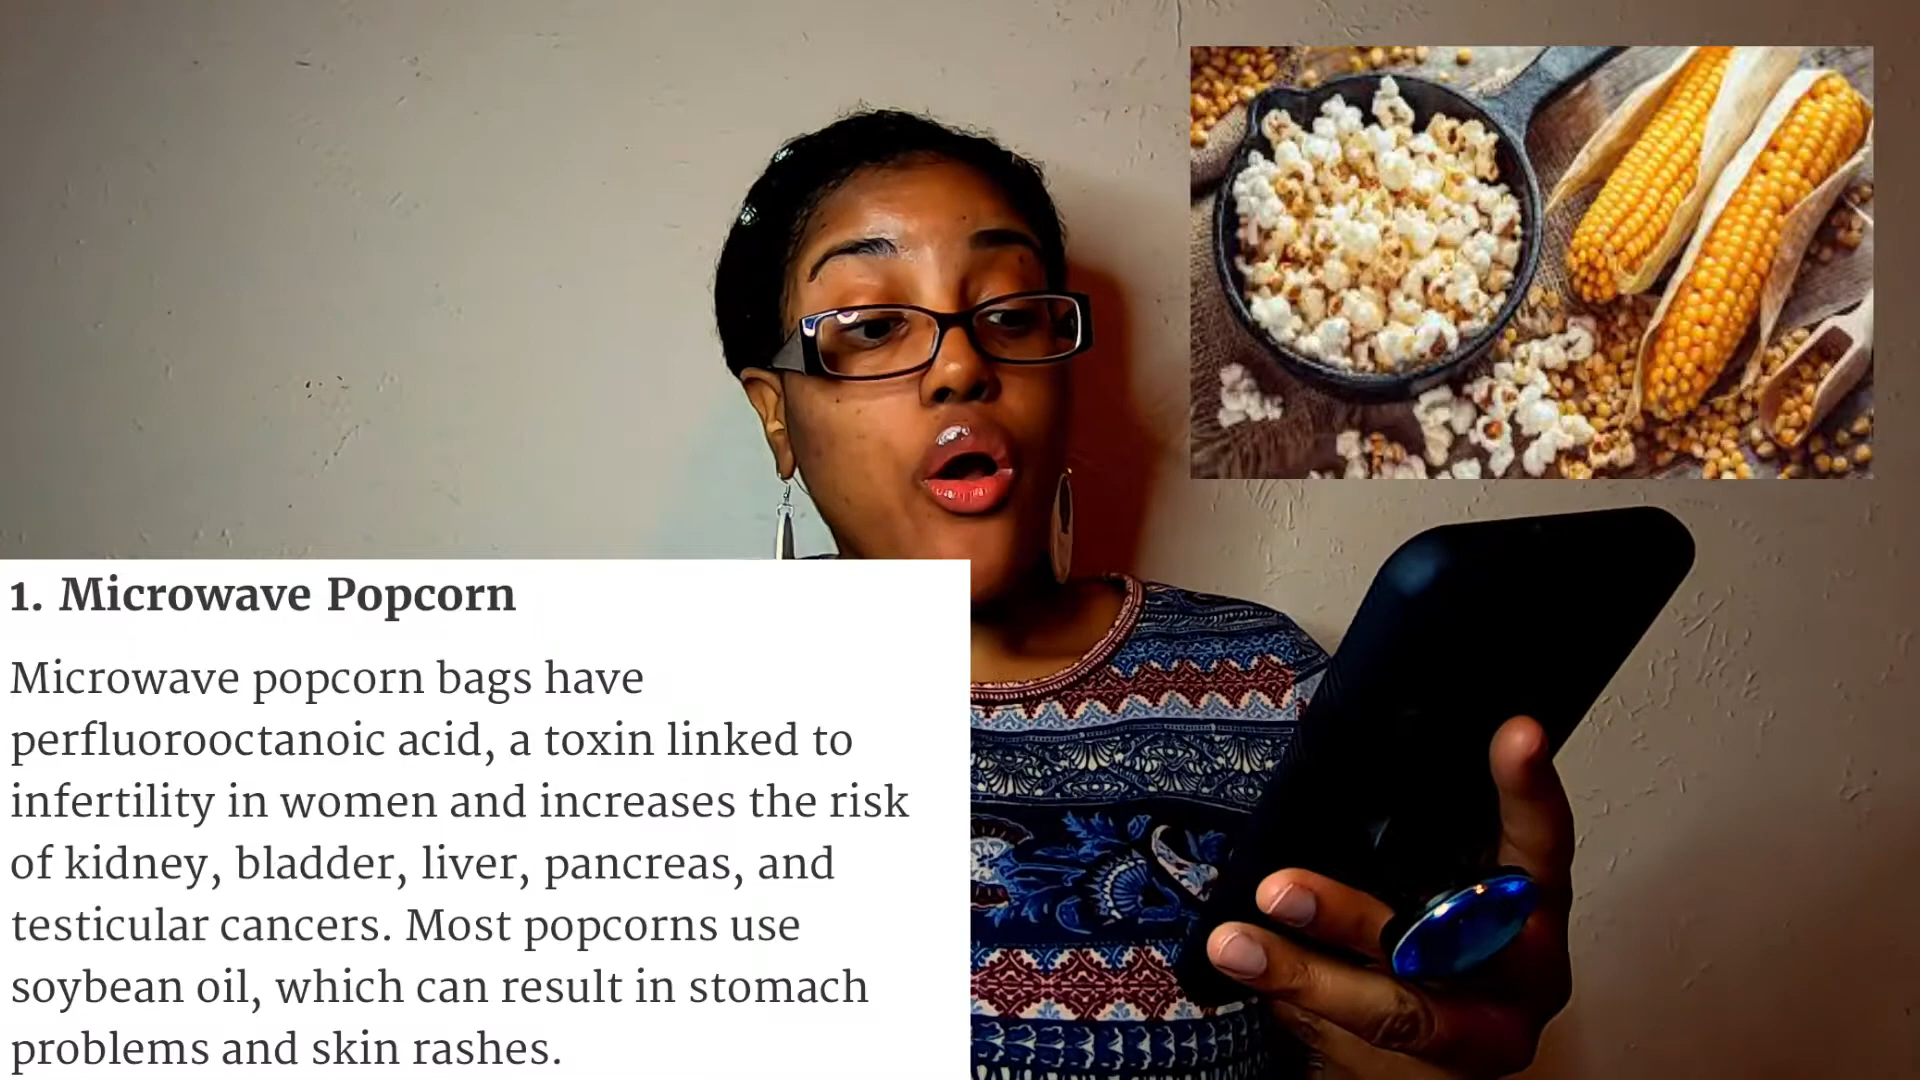 1. Microwave Popcorn
Microwave popcorn bags have
perfluorooctanoic acid, a toxin linked to
infertility in women and increases the risk
of kidney, bladder, liver, pancreas, and
testicular cancers. Most popcorns use
soybean oil, which can result in stomach
problems and skin rashes.